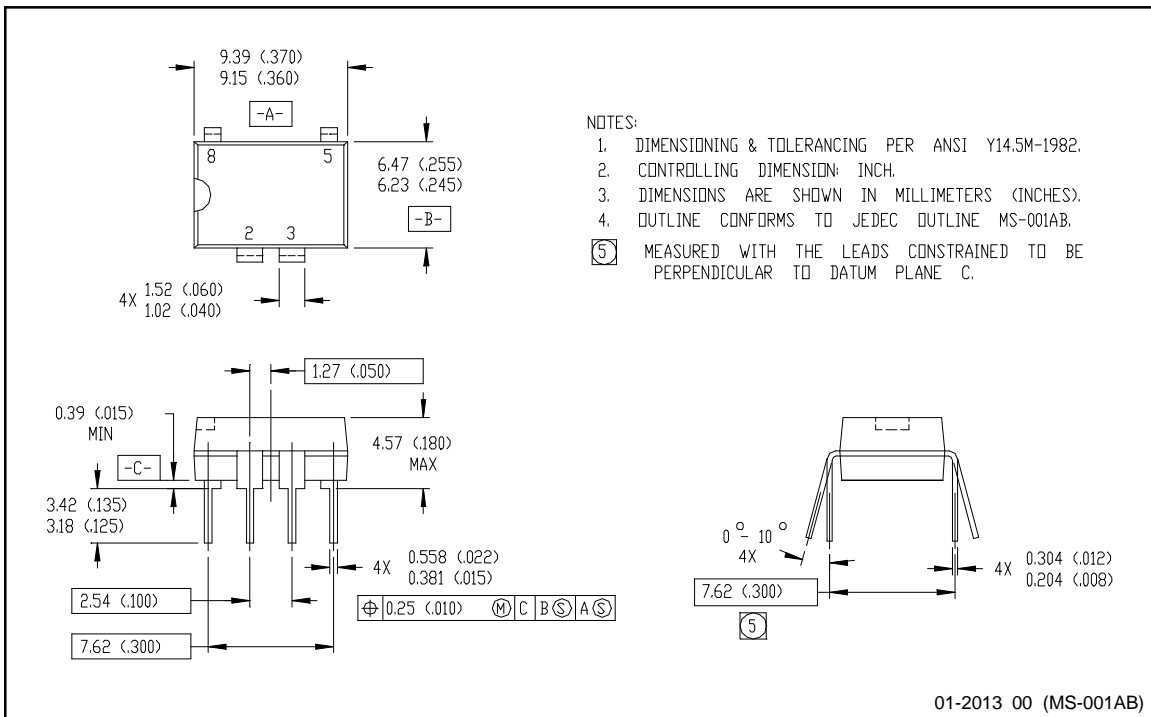 9.39 (.370)
9.15 (.360)
-A-
8 5
6.47 (.255)
6.23 (.245)
-B-
2 3
4X 1.52 (.060)
1.02 (.040)
NOTES:
1. DIMENSIONING & TOLERANCING PER ANSI Y14.5M-1982.
2. CONTROLLING DIMENSION: INCH.
3. DIMENSIONS ARE SHOWN IN MILLIMETERS (INCHES).
4. OUTLINE CONFORMS TO JEDEC OUTLINE MS-001AB.
5 MEASURED WITH THE LEADS CONSTRAINED TO BE
PERPENDICULAR TO DATUM PLANE C.
1.27 (.050)
0.39 (.015)
MIN
-C-
4.57 (.180)
MAX
3.42 (.135)
3.18 (.125)
4X 0.558 (.022)
0.381 (.015)
2.54 (.100)
⌖ 0.25 (.010) Ⓜ C B Ⓢ A Ⓢ
7.62 (.300)
0° - 10°
4X
4X 0.304 (.012)
0.204 (.008)
7.62 (.300)
5
01-2013 00 (MS-001AB)